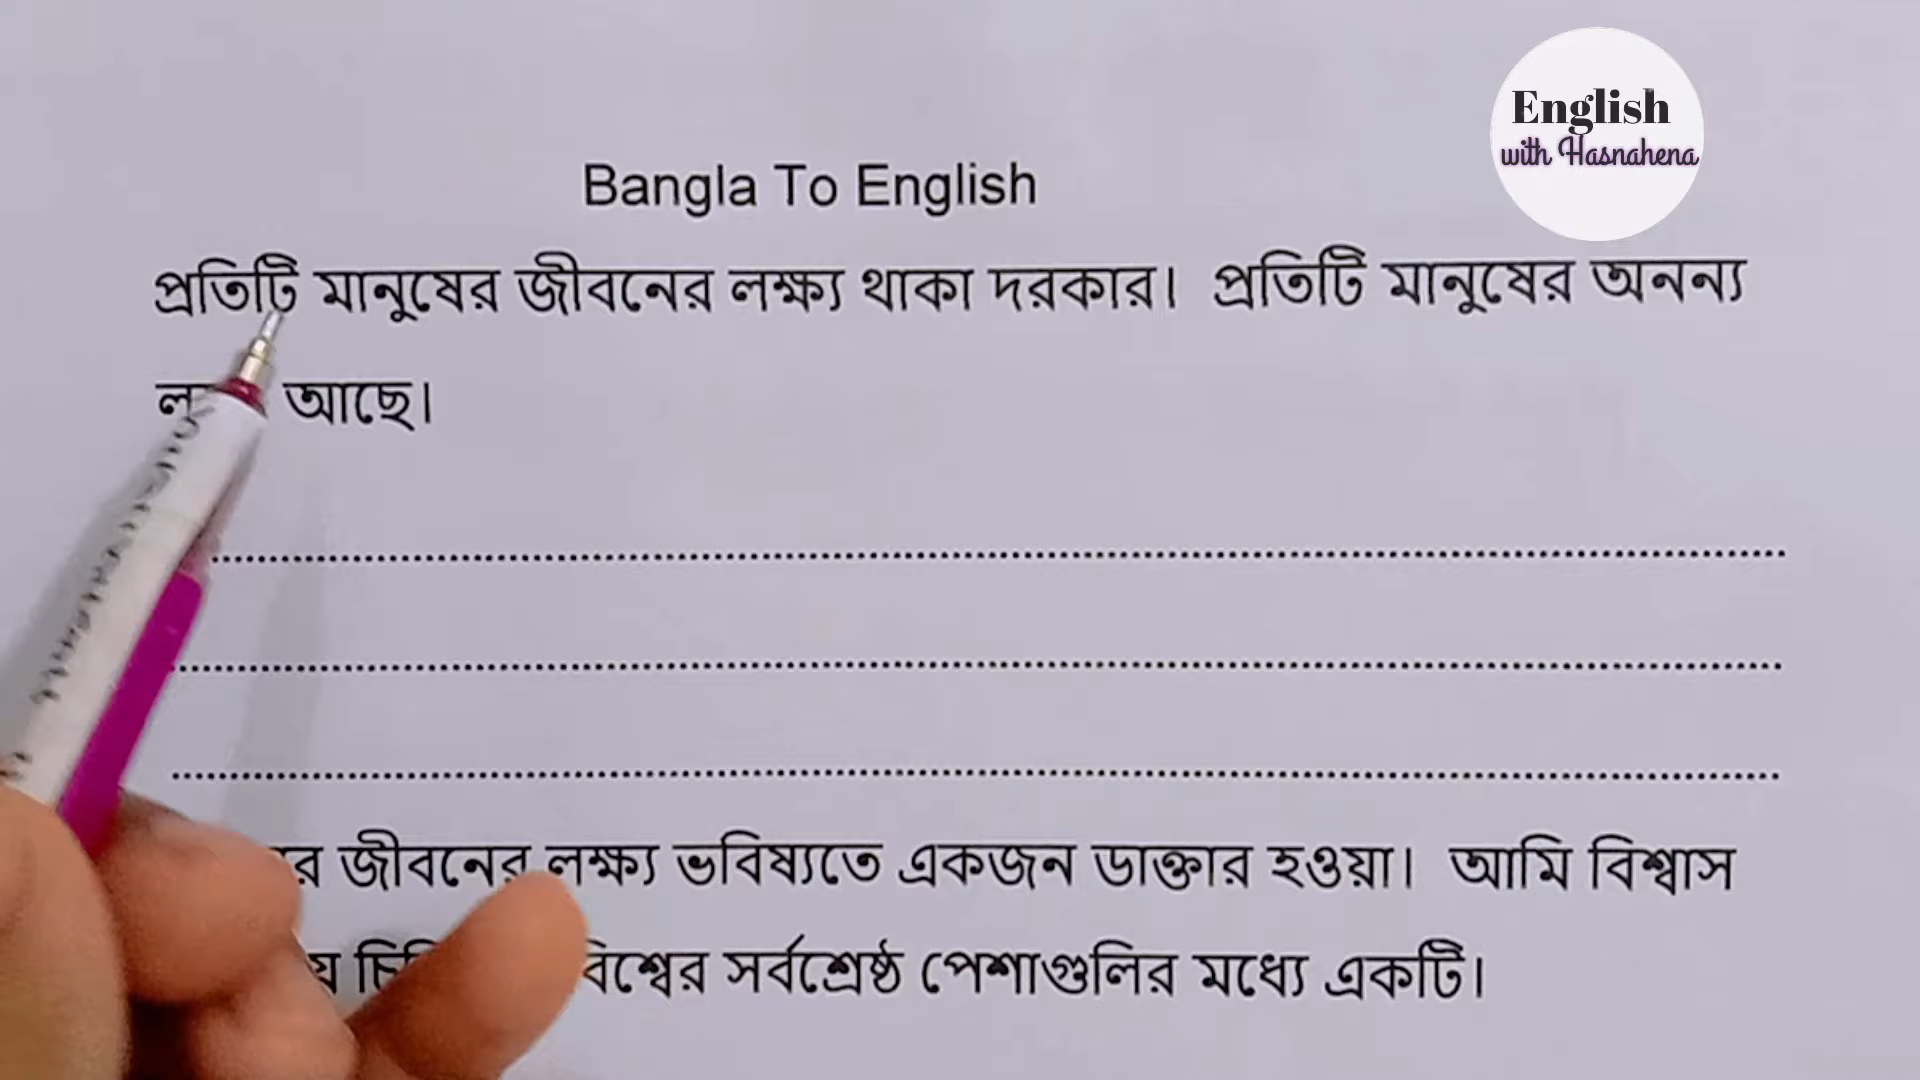 English
with Hasnahena
Bangla To English
প্রতিটি মানুষের জীবনের লক্ষ্য থাকা দরকার। প্রতিটি মানুষের অনন্য
আছে।
জীবনের লক্ষ্য ভবিষ্যতে একজন ডাক্তার হওয়া। আমি বিশ্বাস
বিশ্বের সর্বশ্রেষ্ঠ পেশাগুলির মধ্যে একটি।